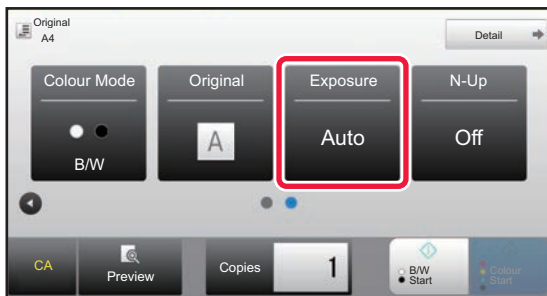 Original
A4
Detail
Colour Mode
B/W
Original
A
Exposure
Auto
N-Up
Off
CA
Preview
Copies
1
B/W
Start
Colour
Start